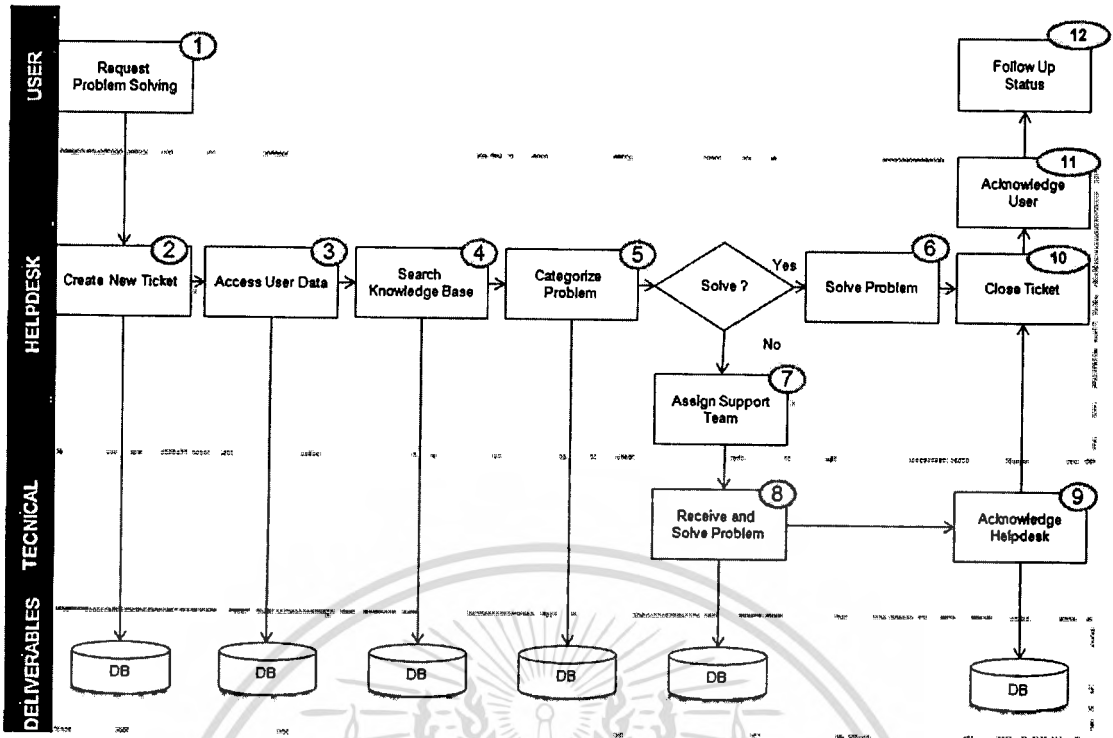 USER
1
Request
Problem Solving
12
Follow Up
Status
11
Acknowledge
User
HELPDESK
2
Create New Ticket
3
Access User Data
4
Search
Knowledge Base
5
Categorize
Problem
Solve ?
Yes
6
Solve Problem
10
Close Ticket
No
7
Assign Support
Team
TECNICAL
8
Receive and
Solve Problem
9
Acknowledge
Helpdesk
DELIVERABLES
DB
DB
DB
DB
DB
DB